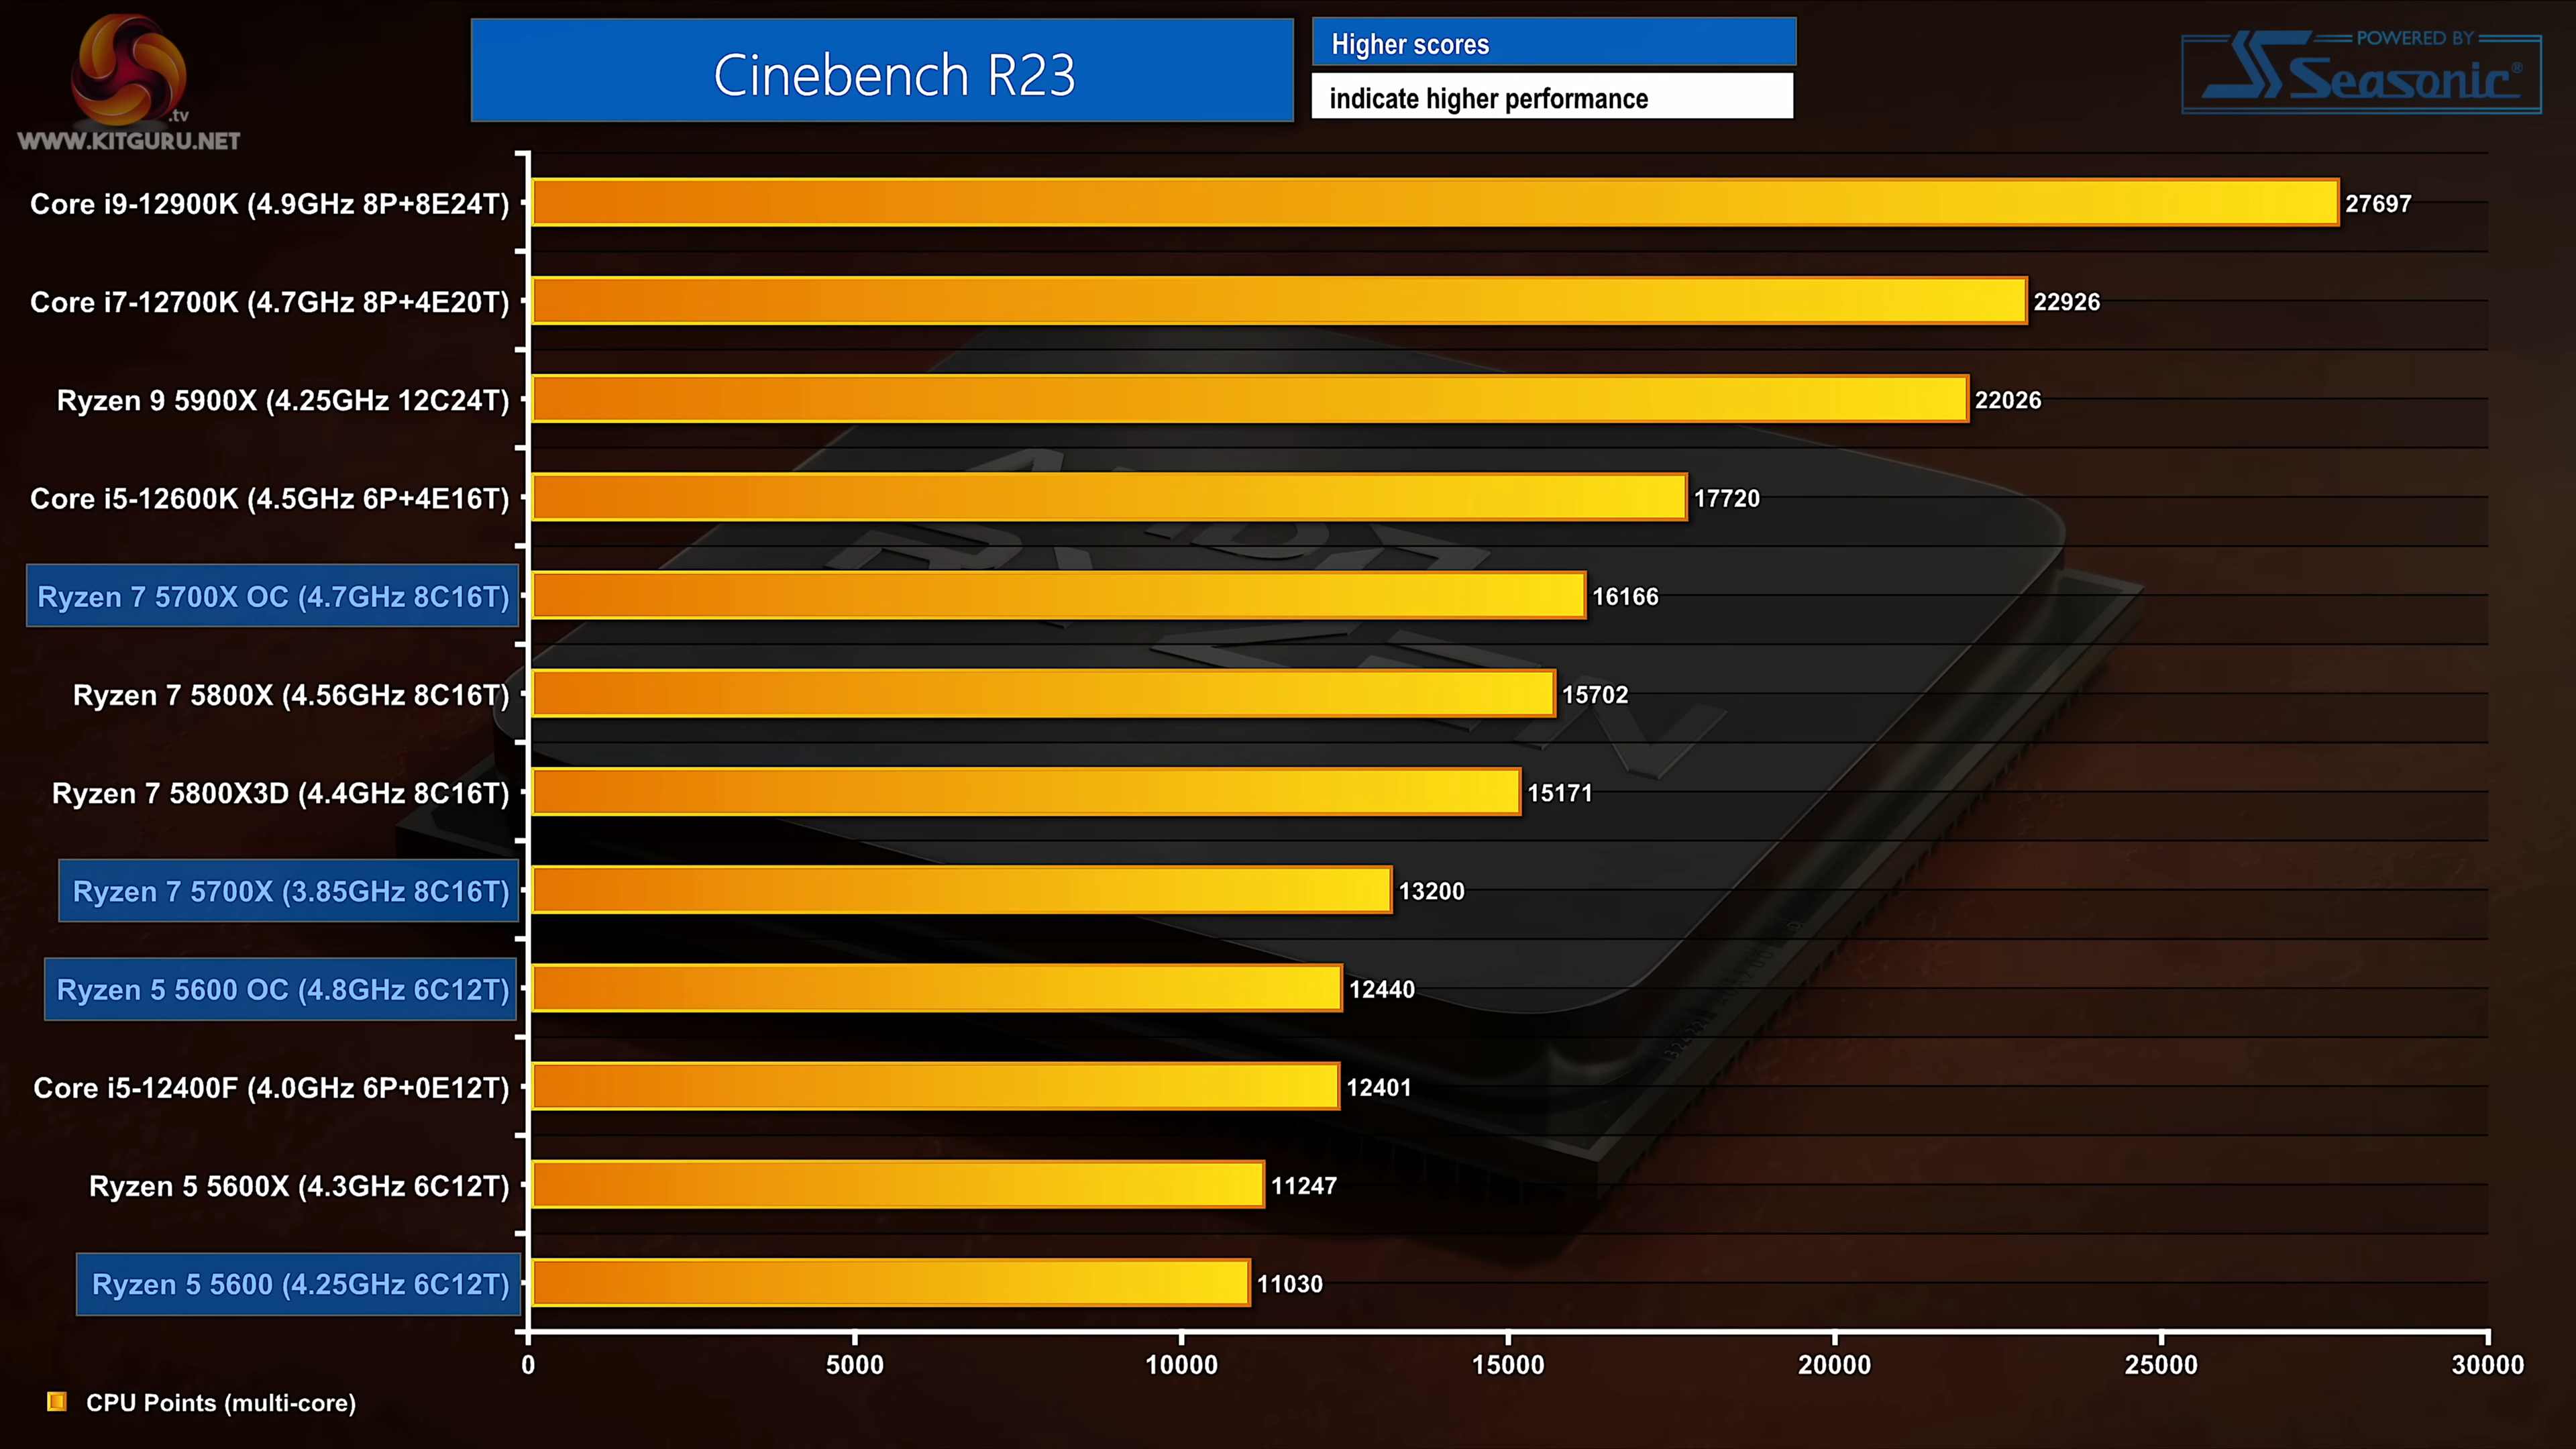 .tv
WWW.KITGURU.NET
Cinebench R23
Higher scores
indicate higher performance
POWERED BY
Seasonic®
Core i9-12900K (4.9GHz 8P+8E24T) 27697
Core i7-12700K (4.7GHz 8P+4E20T) 22926
Ryzen 9 5900X (4.25GHz 12C24T) 22026
Core i5-12600K (4.5GHz 6P+4E16T) 17720
Ryzen 7 5700X OC (4.7GHz 8C16T) 16166
Ryzen 7 5800X (4.56GHz 8C16T) 15702
Ryzen 7 5800X3D (4.4GHz 8C16T) 15171
Ryzen 7 5700X (3.85GHz 8C16T) 13200
Ryzen 5 5600 OC (4.8GHz 6C12T) 12440
Core i5-12400F (4.0GHz 6P+0E12T) 12401
Ryzen 5 5600X (4.3GHz 6C12T) 11247
Ryzen 5 5600 (4.25GHz 6C12T) 11030
0 5000 10000 15000 20000 25000 30000
CPU Points (multi-core)